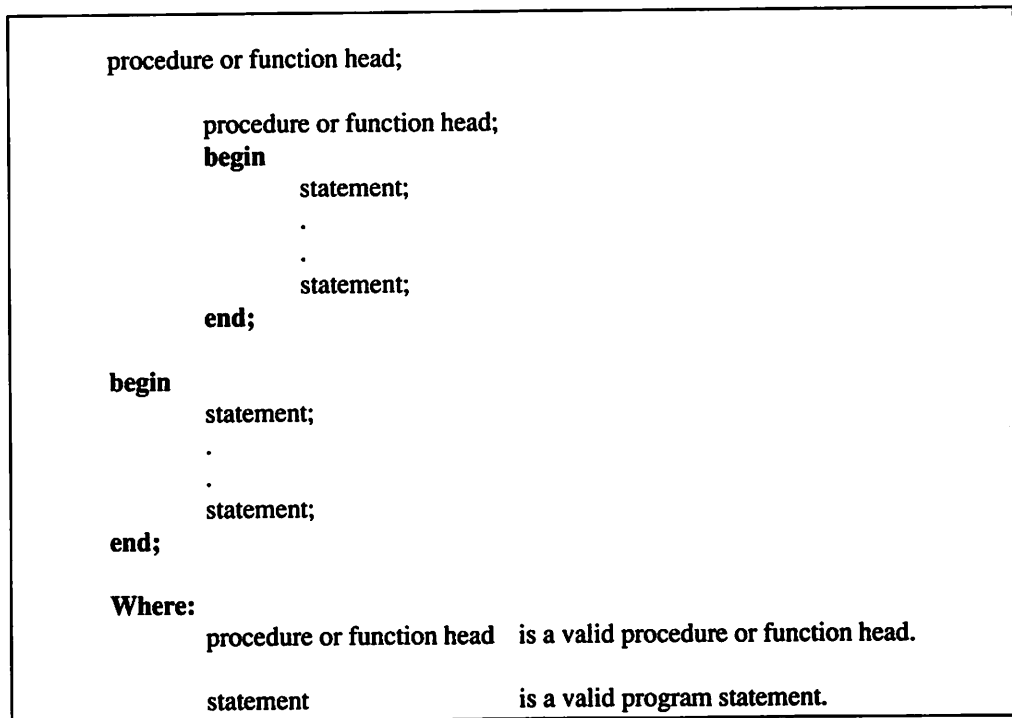 procedure or function head;
procedure or function head;
begin
statement;
.
.
statement;
end;
begin
statement;
.
.
statement;
end;
Where:
procedure or function head is a valid procedure or function head.
statement is a valid program statement.